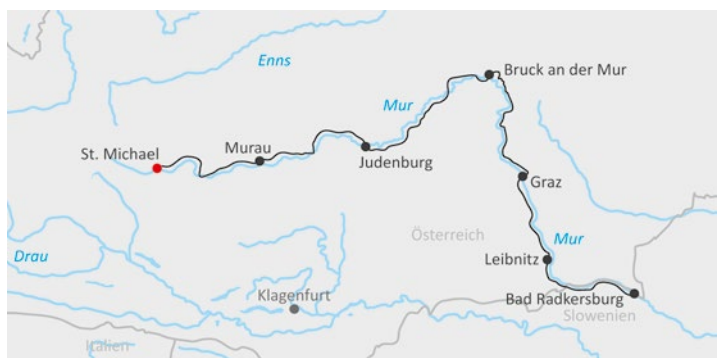 Enns
Bruck an der Mur
Mur
St. Michael
Murau
Judenburg
Graz
Österreich
Mur
Drau
Leibnitz
Klagenfurt
Bad Radkersburg
Slowenien
Italien